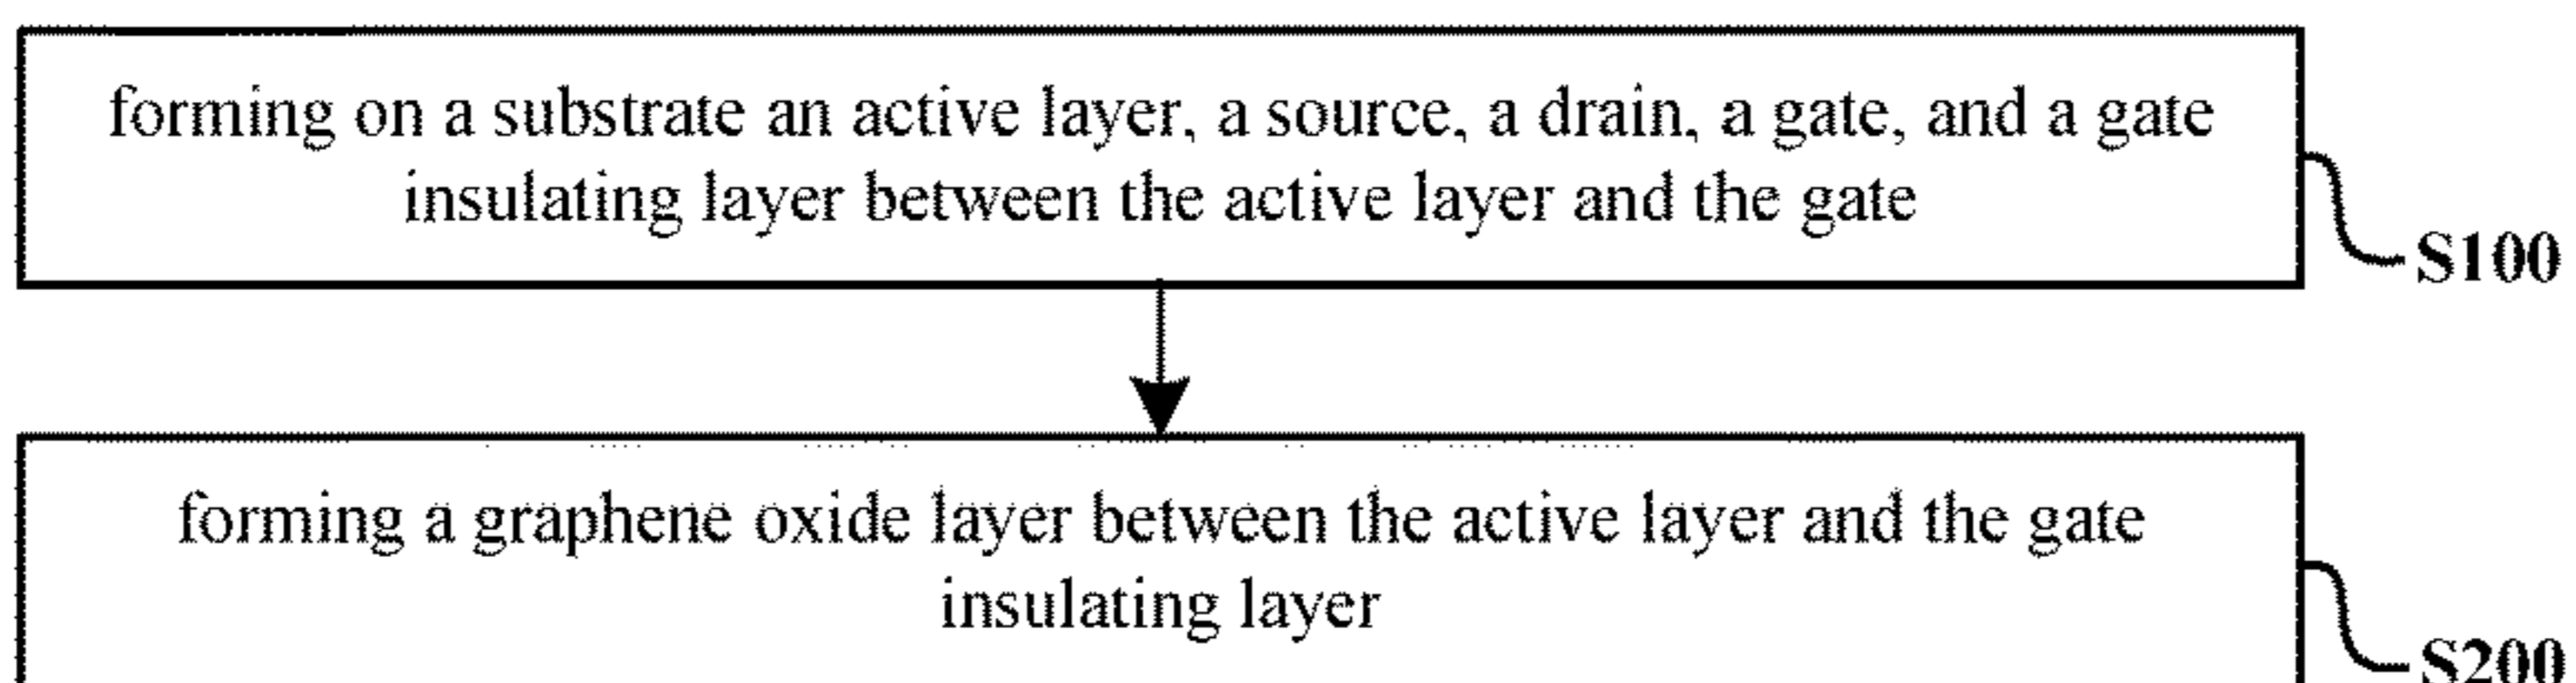 forming on a substrate an active layer, a source, a drain, a gate, and a gate
insulating layer between the active layer and the gate
S100
forming a graphene oxide layer between the active layer and the gate
insulating layer
S200